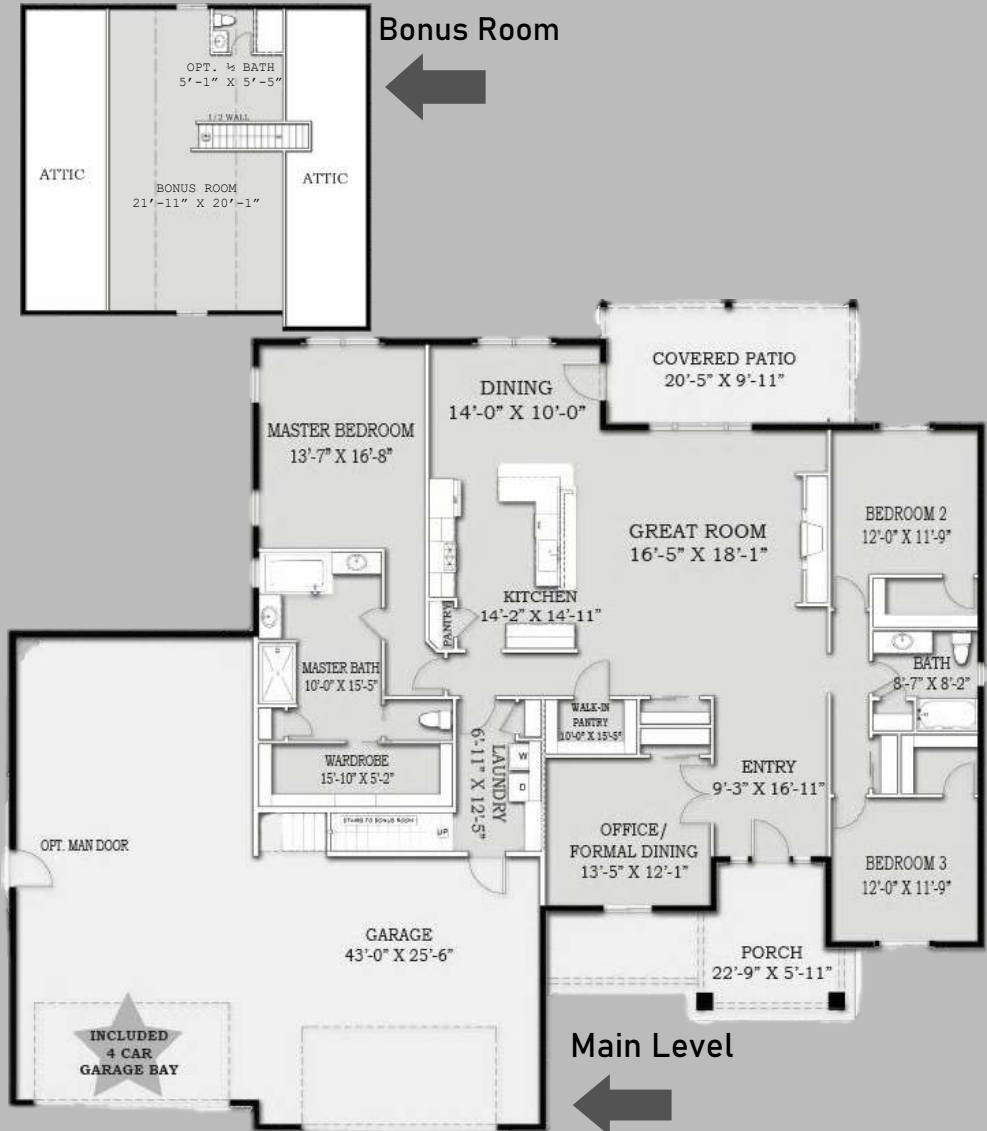 Bonus Room
OPT. ½ BATH
5'-1" X 5'-5"
1/2 WALL
ATTIC
ATTIC
BONUS ROOM
21'-11" X 20'-1"
COVERED PATIO
20'-5" X 9'-11"
DINING
14'-0" X 10'-0"
MASTER BEDROOM
13'-7" X 16'-8"
GREAT ROOM
16'-5" X 18'-1"
BEDROOM 2
12'-0" X 11'-9"
KITCHEN
14'-2" X 14'-11"
PANTRY
MASTER BATH
10'-0" X 15'-5"
BATH
8'-7" X 8'-2"
WALK-IN
PANTRY
10'-0" X 15'-5"
WARDROBE
15'-10" X 5'-2"
LAUNDRY
6'-11" X 12'-5"
W
D
ENTRY
9'-3" X 16'-11"
STAIRS TO BONUS ROOM
UP
OFFICE/
FORMAL DINING
13'-5" X 12'-1"
OPT. MAN DOOR
BEDROOM 3
12'-0" X 11'-9"
GARAGE
43'-0" X 25'-6"
PORCH
22'-9" X 5'-11"
INCLUDED
4 CAR
GARAGE BAY
Main Level